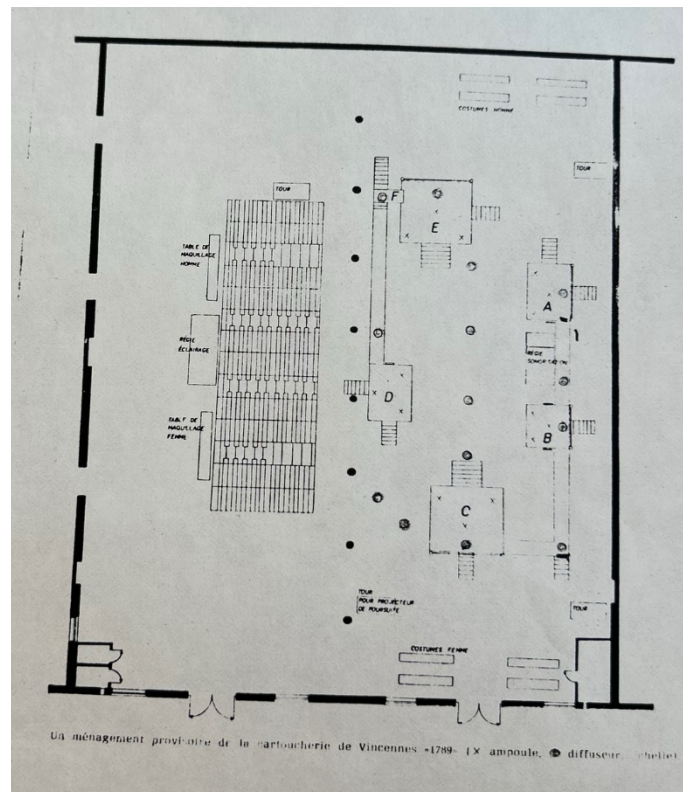 COSTUMES HOMME
TOUR
TOUR
F
E
TABLE DE
MAQUILLAGE
HOMME
A
RÉGIE
ÉCLAIRAGE
RÉGIE
SONORISATION
D
TABLE DE
MAQUILLAGE
FEMME
B
C
TOUR
POUR PROJECTEUR
DE POURSUITE
TOUR
COSTUMES FEMME
Un ménagement provisoire de la cartoucherie de Vincennes -1789- (× ampoule, diffuseur,